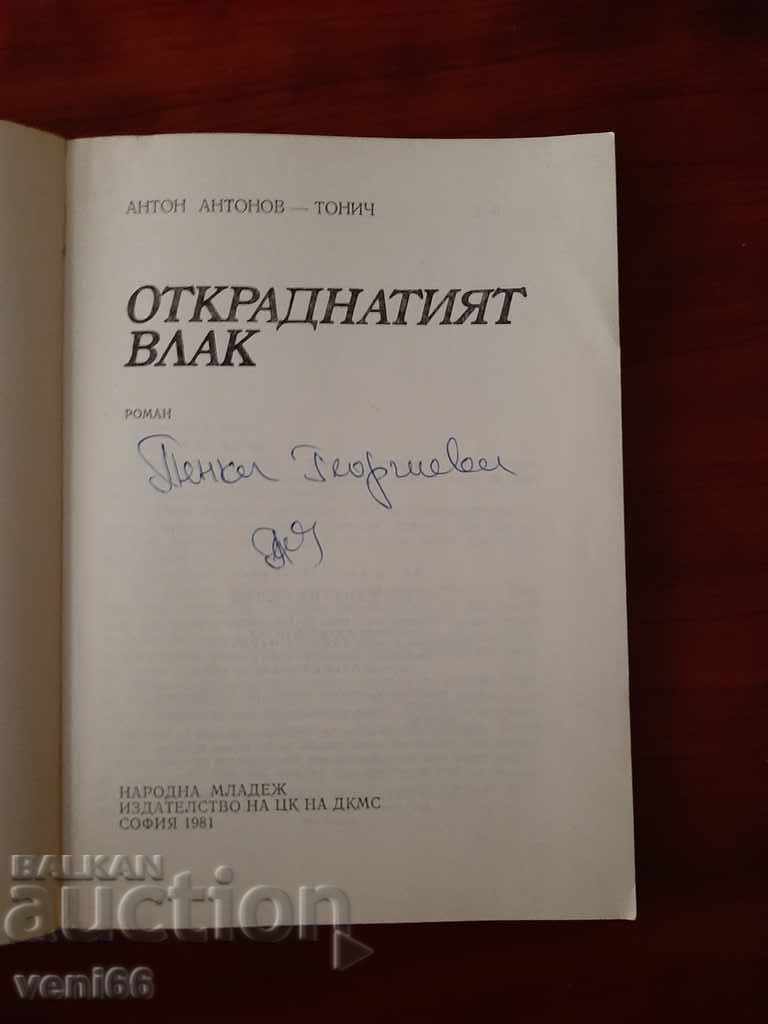 АНТОН АНТОНОВ — ТОНИЧ
ОТКРАДНАТИЯТ
ВЛАК
РОМАН
Пенка Георгиева
НАРОДНА МЛАДЕЖ
ИЗДАТЕЛСТВО НА ЦК НА ДКМС
СОФИЯ 1981
BALKAN
auction
veni66